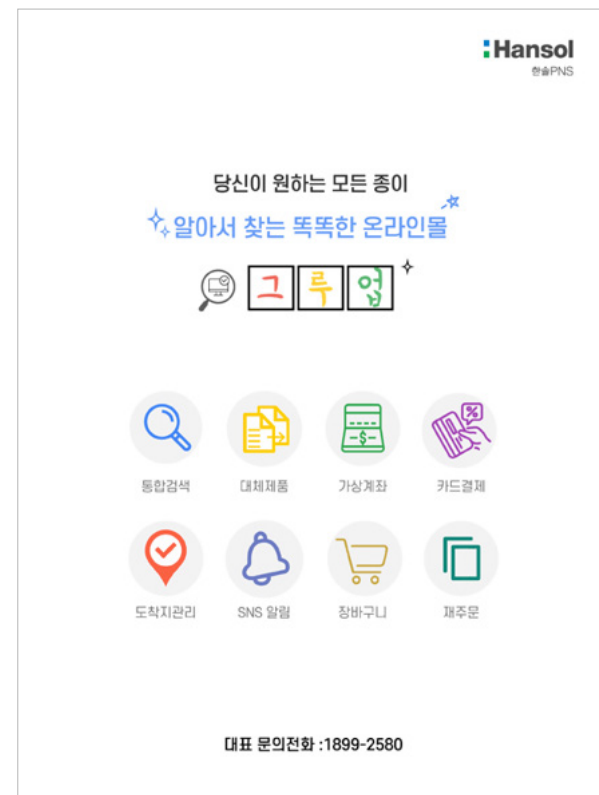 Hansol
한솔PNS
당신이 원하는 모든 종이
알아서 찾는 똑똑한 온라인몰
그루업
통합검색 대체제품 가상계좌 카드결제
도착지관리 SNS 알림 장바구니 재주문
대표 문의전화 :1899-2580